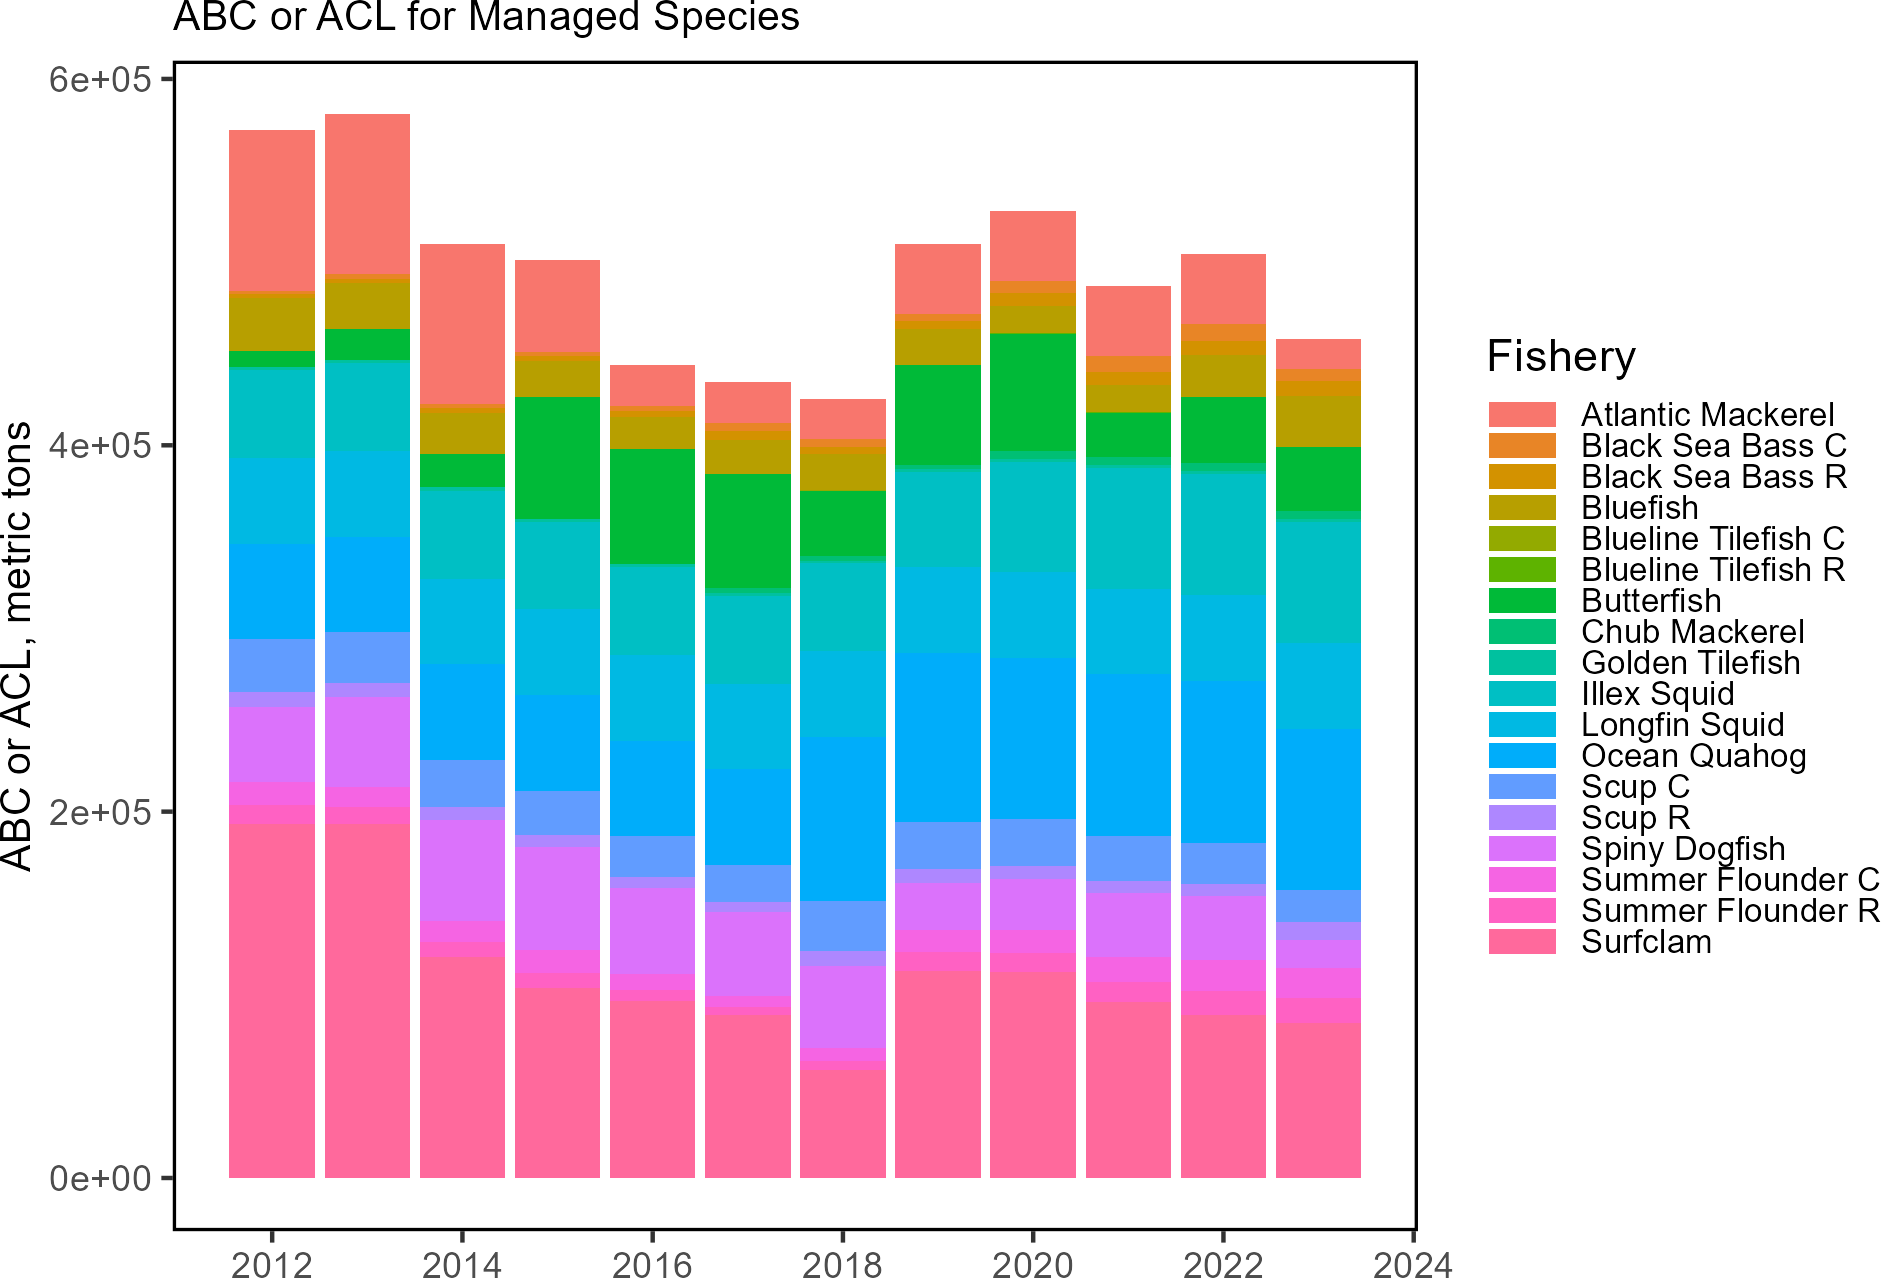 ABC or ACL for Managed Species
6e+05
4e+05
2e+05
0e+00
ABC or ACL, metric tons
2012 2014 2016 2018 2020 2022 2024
Fishery
Atlantic Mackerel
Black Sea Bass C
Black Sea Bass R
Bluefish
Blueline Tilefish C
Blueline Tilefish R
Butterfish
Chub Mackerel
Golden Tilefish
Illex Squid
Longfin Squid
Ocean Quahog
Scup C
Scup R
Spiny Dogfish
Summer Flounder C
Summer Flounder R
Surfclam